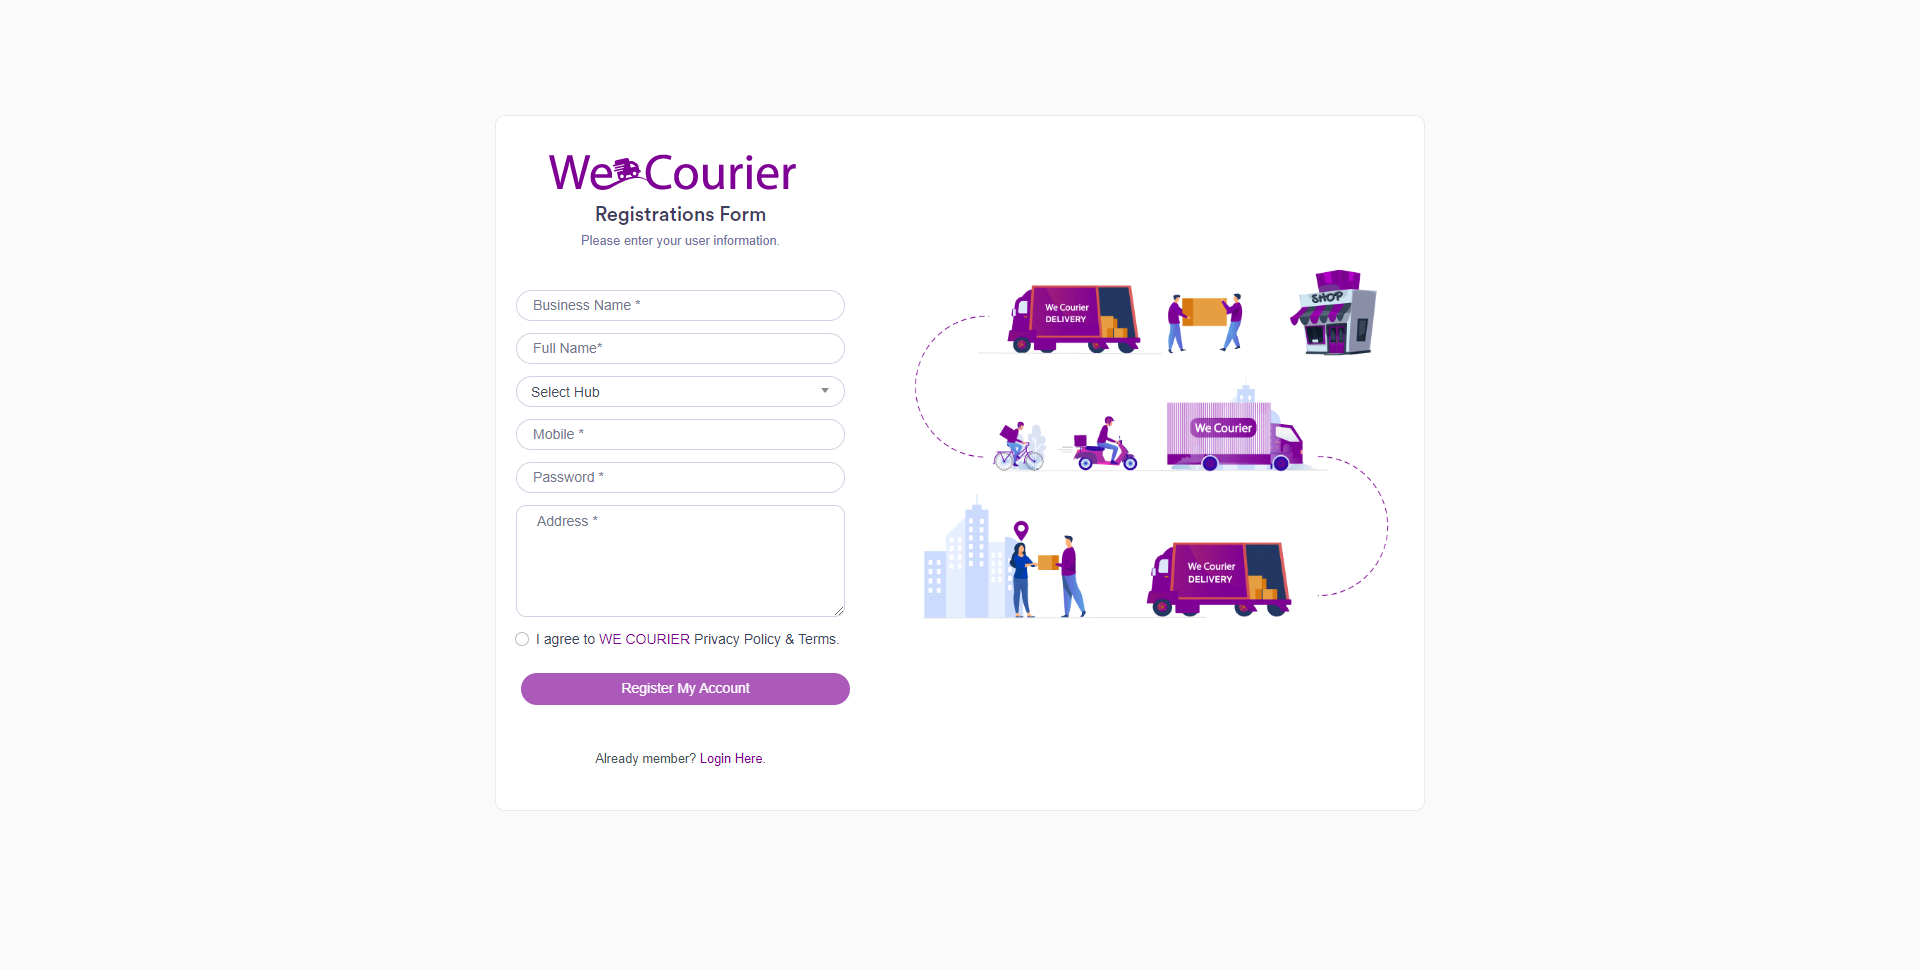 We Courier
Registrations Form
Please enter your user information.
Business Name *
Full Name*
Select Hub
Mobile *
Password *
Address *
I agree to WE COURIER Privacy Policy & Terms.
Register My Account
Already member? Login Here.
We Courier
DELIVERY
SHOP
We Courier
We Courier
DELIVERY